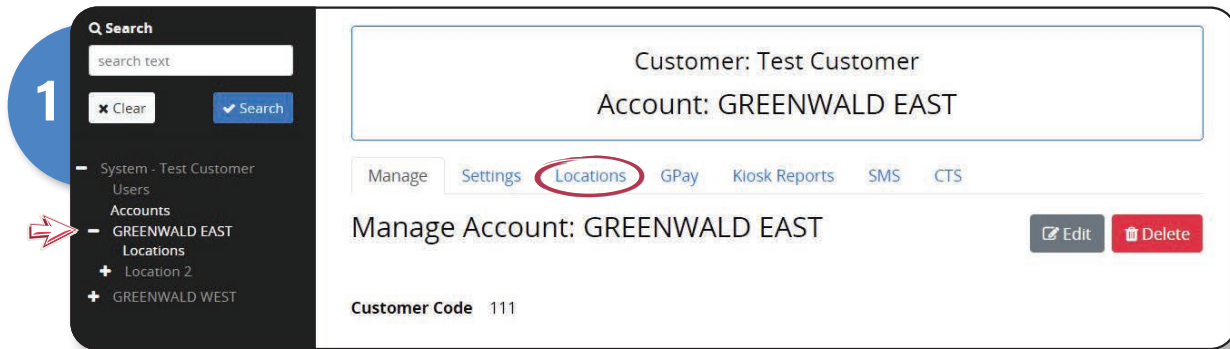 1
Search
search text
Clear
Search
System - Test Customer
Users
Accounts
GREENWALD EAST
Locations
Location 2
GREENWALD WEST
Customer: Test Customer
Account: GREENWALD EAST
Manage Settings Locations GPay Kiosk Reports SMS CTS
Manage Account: GREENWALD EAST
Edit
Delete
Customer Code 111